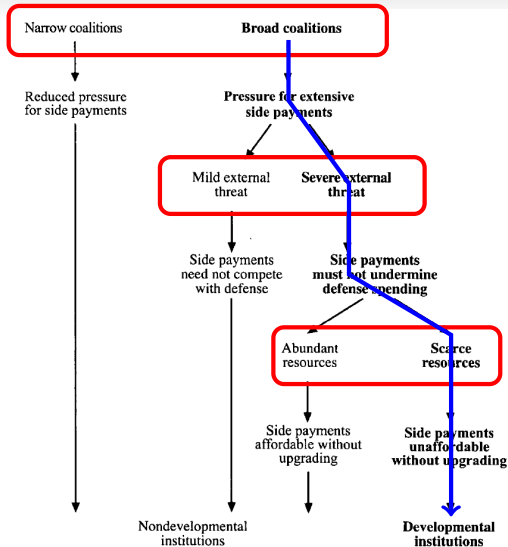 Narrow coalitions
Broad coalitions
Reduced pressure
for side payments
Pressure for extensive
side payments
Mild external
threat
Severe external
threat
Side payments
need not compete
with defense
Side payments
must not undermine
defense spending
Abundant
resources
Scarce
resources
Side payments
affordable without
upgrading
Side payments
unaffordable
without upgrading
Nondevelopmental
institutions
Developmental
institutions